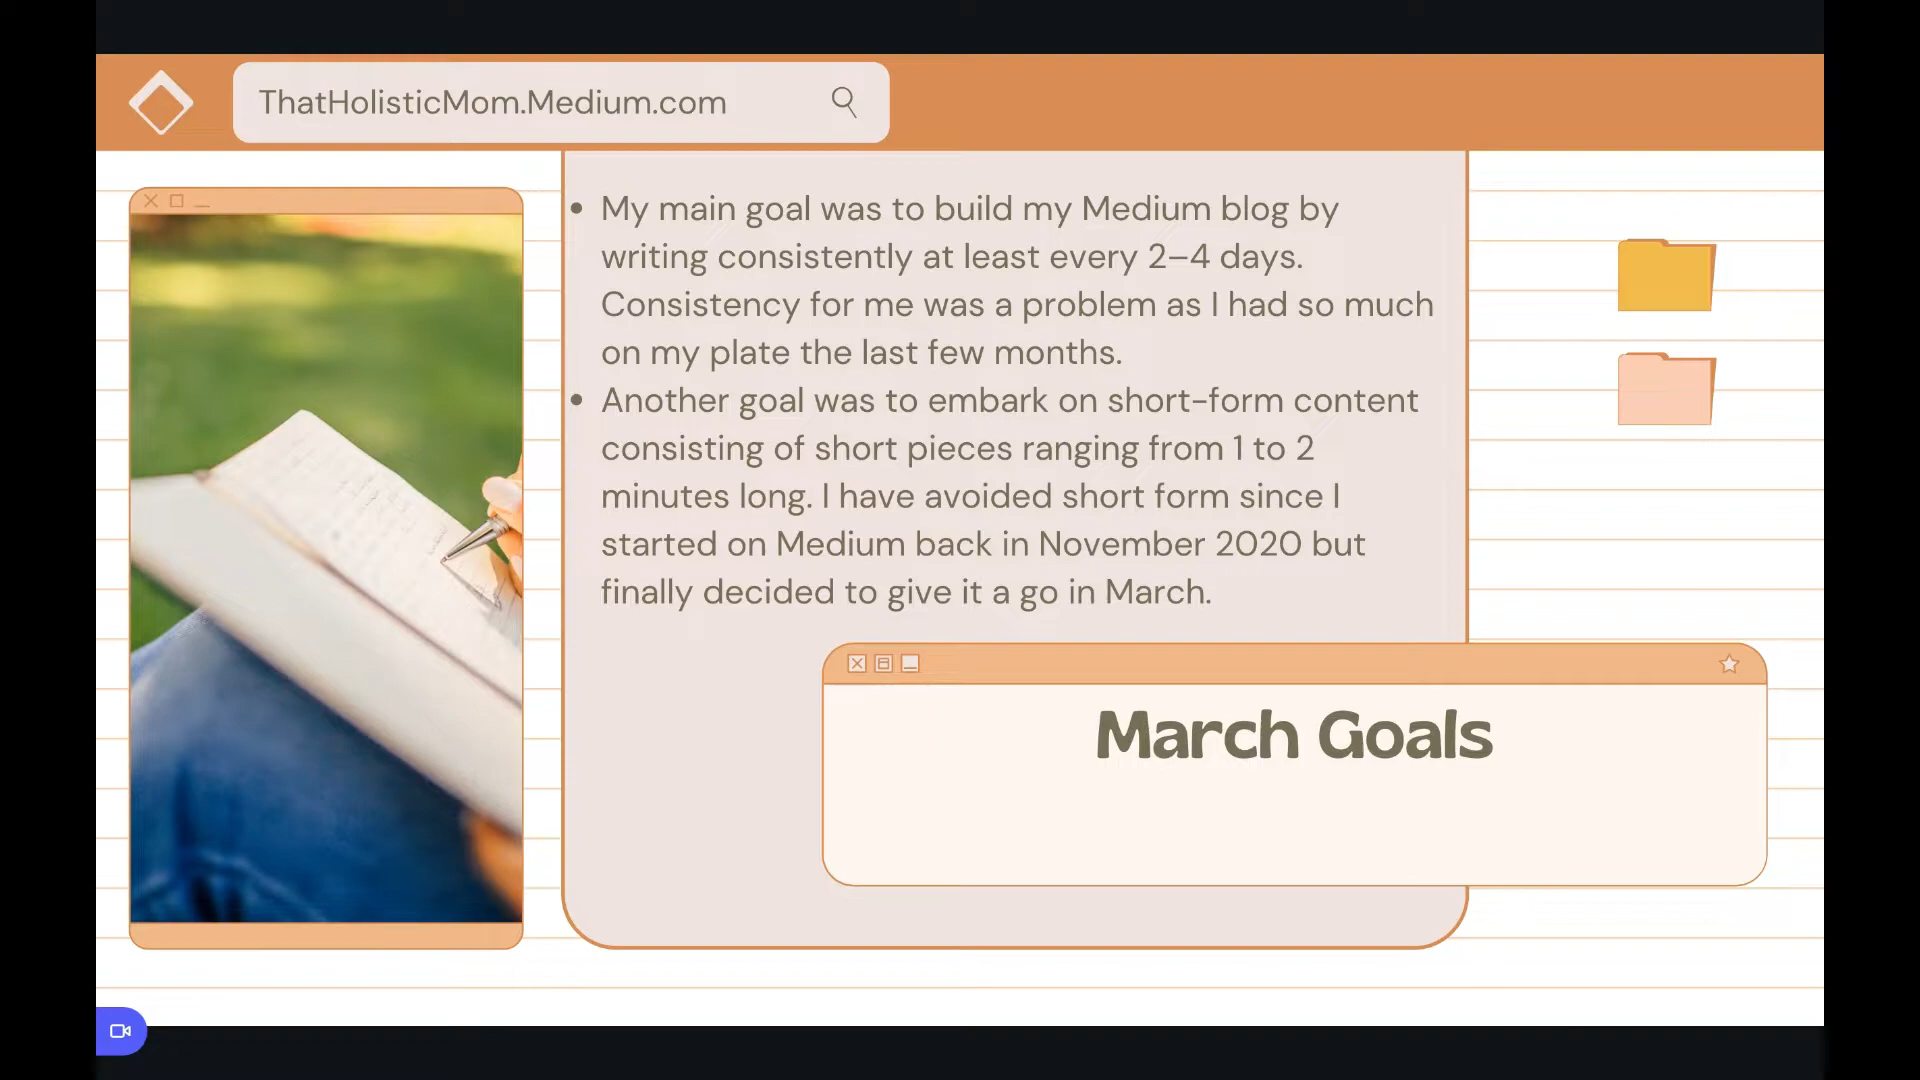 ThatHolisticMom.Medium.com
• My main goal was to build my Medium blog by
writing consistently at least every 2–4 days.
Consistency for me was a problem as I had so much
on my plate the last few months.
• Another goal was to embark on short-form content
consisting of short pieces ranging from 1 to 2
minutes long. I have avoided short form since I
started on Medium back in November 2020 but
finally decided to give it a go in March.
March Goals